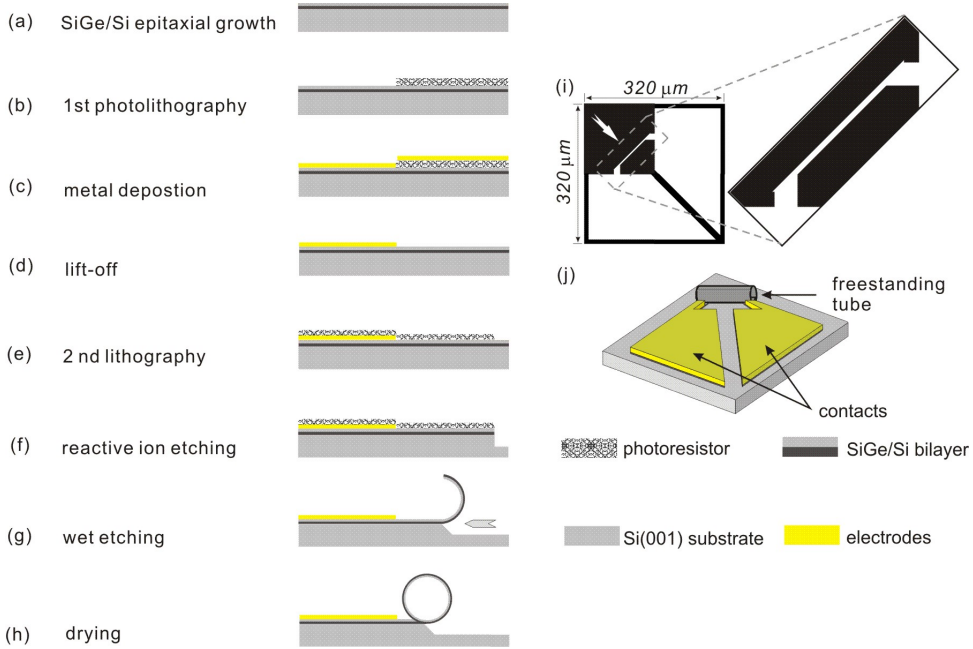 (a) SiGe/Si epitaxial growth
(b) 1st photolithography
(c) metal depostion
(d) lift-off
(e) 2 nd lithography
(f) reactive ion etching
(g) wet etching
(h) drying
(i)
320 μm
320 μm
(j)
freestanding
tube
contacts
photoresistor
SiGe/Si bilayer
Si(001) substrate
electrodes